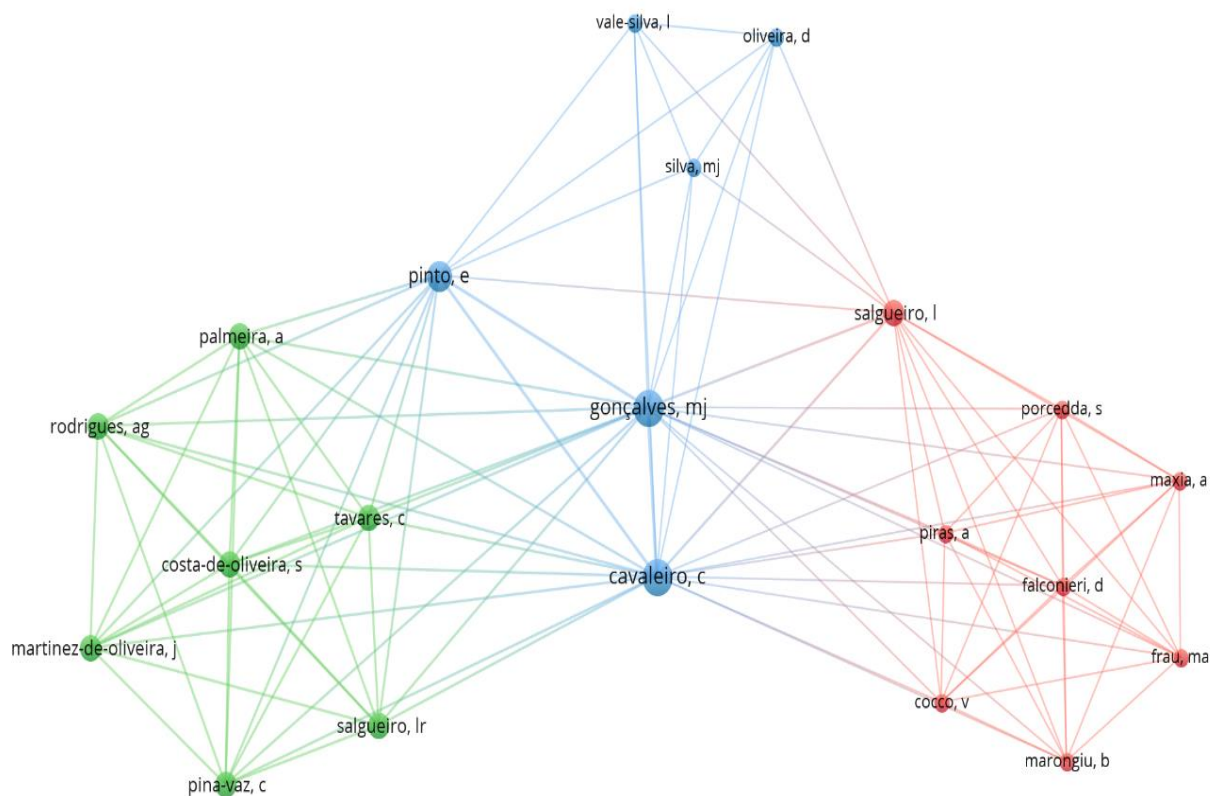 vale-silva, l
oliveira, d
silva, mj
pinto, e
salgueiro, l
palmeira, a
gonçalves, mj
porcedda, s
rodrigues, ag
maxia, a
tavares, c
piras, a
costa-de-oliveira, s
cavaleiro, c
falconieri, d
martinez-de-oliveira, j
frau, ma
cocco, v
salgueiro, lr
marongiu, b
pina-vaz, c